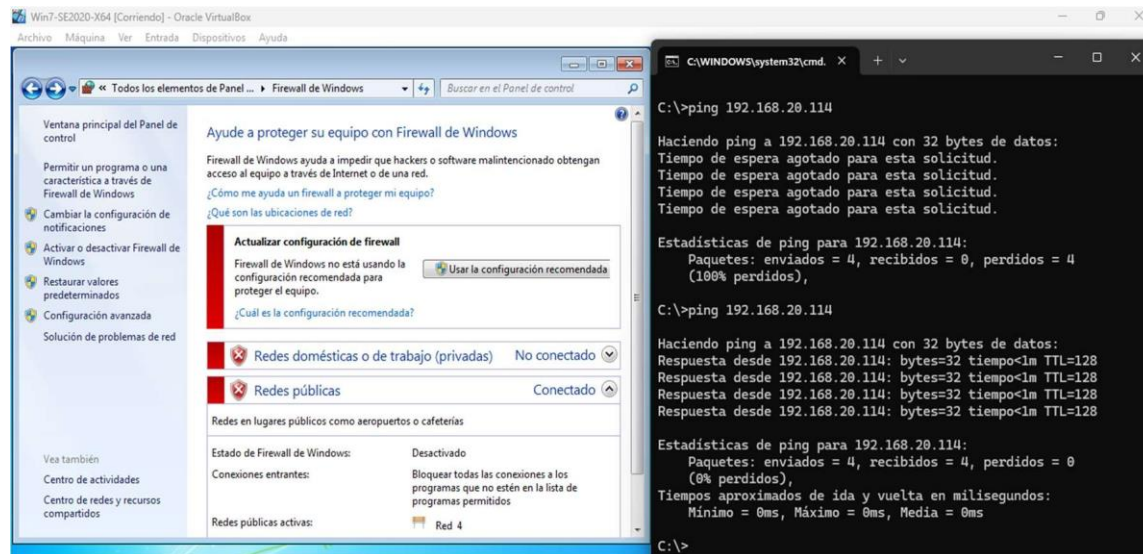 Win7-SE2020-X64 [Corriendo] - Oracle VirtualBox
Archivo Máquina Ver Entrada Dispositivos Ayuda
« Todos los elementos de Panel ... Firewall de Windows
Buscar en el Panel de control
Ventana principal del Panel de
control
Permitir un programa o una
característica a través de
Firewall de Windows
Cambiar la configuración de
notificaciones
Activar o desactivar Firewall de
Windows
Restaurar valores
predeterminados
Configuración avanzada
Solución de problemas de red
Vea también
Centro de actividades
Centro de redes y recursos
compartidos
Ayude a proteger su equipo con Firewall de Windows
Firewall de Windows ayuda a impedir que hackers o software malintencionado obtengan
acceso al equipo a través de Internet o de una red.
¿Cómo me ayuda un firewall a proteger mi equipo?
¿Qué son las ubicaciones de red?
Actualizar configuración de firewall
Firewall de Windows no está usando la
configuración recomendada para
proteger el equipo.
Usar la configuración recomendada
¿Cuál es la configuración recomendada?
Redes domésticas o de trabajo (privadas) No conectado
Redes públicas Conectado
Redes en lugares públicos como aeropuertos o cafeterías
Estado de Firewall de Windows: Desactivado
Conexiones entrantes: Bloquear todas las conexiones a los
programas que no estén en la lista de
programas permitidos
Redes públicas activas: Red 4
C:\WINDOWS\system32\cmd.
C:\>ping 192.168.20.114
Haciendo ping a 192.168.20.114 con 32 bytes de datos:
Tiempo de espera agotado para esta solicitud.
Tiempo de espera agotado para esta solicitud.
Tiempo de espera agotado para esta solicitud.
Tiempo de espera agotado para esta solicitud.
Estadísticas de ping para 192.168.20.114:
Paquetes: enviados = 4, recibidos = 0, perdidos = 4
(100% perdidos),
C:\>ping 192.168.20.114
Haciendo ping a 192.168.20.114 con 32 bytes de datos:
Respuesta desde 192.168.20.114: bytes=32 tiempo<1m TTL=128
Respuesta desde 192.168.20.114: bytes=32 tiempo<1m TTL=128
Respuesta desde 192.168.20.114: bytes=32 tiempo<1m TTL=128
Respuesta desde 192.168.20.114: bytes=32 tiempo<1m TTL=128
Estadísticas de ping para 192.168.20.114:
Paquetes: enviados = 4, recibidos = 4, perdidos = 0
(0% perdidos),
Tiempos aproximados de ida y vuelta en milisegundos:
Mínimo = 0ms, Máximo = 0ms, Media = 0ms
C:\>